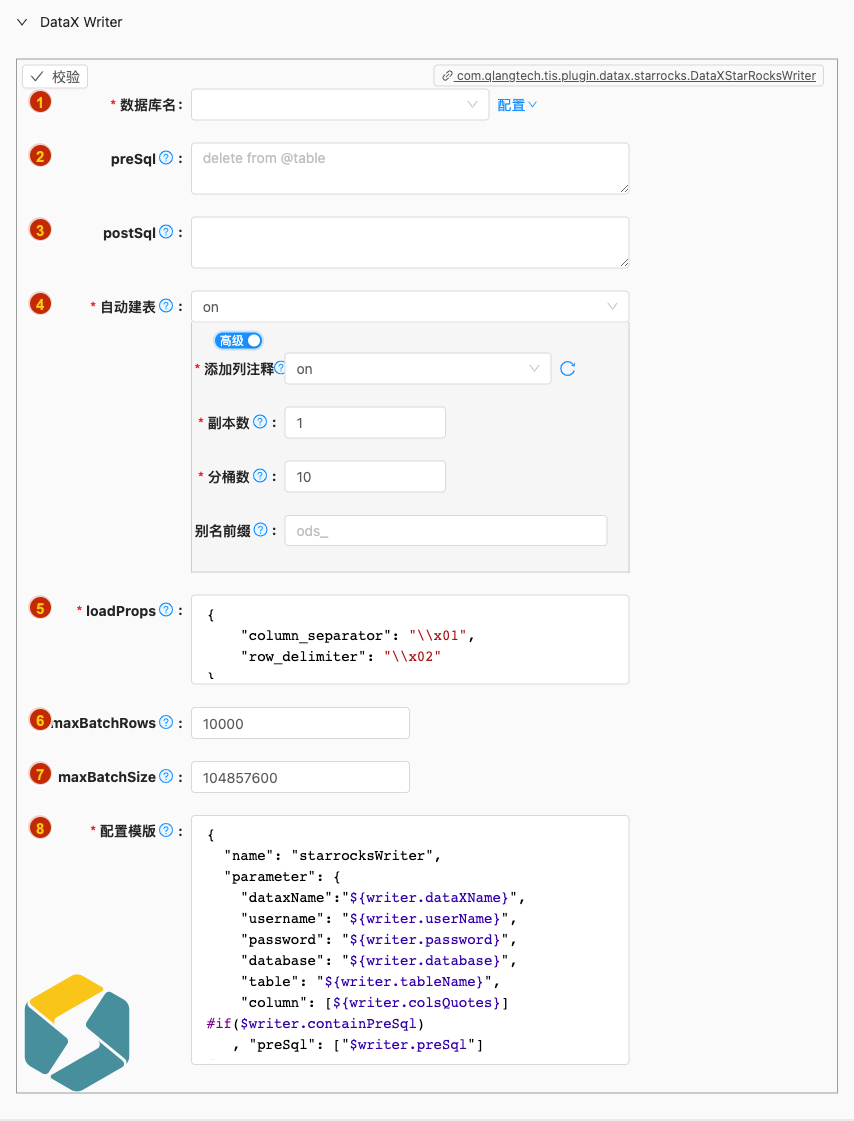 DataX Writer
校验
com.qlangtech.tis.plugin.datax.starrocks.DataXStarRocksWriter
1 * 数据库名: 配置
2 preSql ? : delete from @table
3 postSql ? :
4 * 自动建表 ? : on
高级
* 添加列注释 ? on
* 副本数 ? : 1
* 分桶数 ? : 10
别名前缀 ? : ods_
5 * loadProps ? : {
"column_separator": "\\x01",
"row_delimiter": "\\x02"
}
6 maxBatchRows ? : 10000
7 maxBatchSize ? : 104857600
8 * 配置模版 ? : {
"name": "starrocksWriter",
"parameter": {
"dataxName":"${writer.dataXName}",
"username": "${writer.userName}",
"password": "${writer.password}",
"database": "${writer.database}",
"table": "${writer.tableName}",
"column": [${writer.colsQuotes}]
#if($writer.containPreSql)
, "preSql": ["$writer.preSql"]